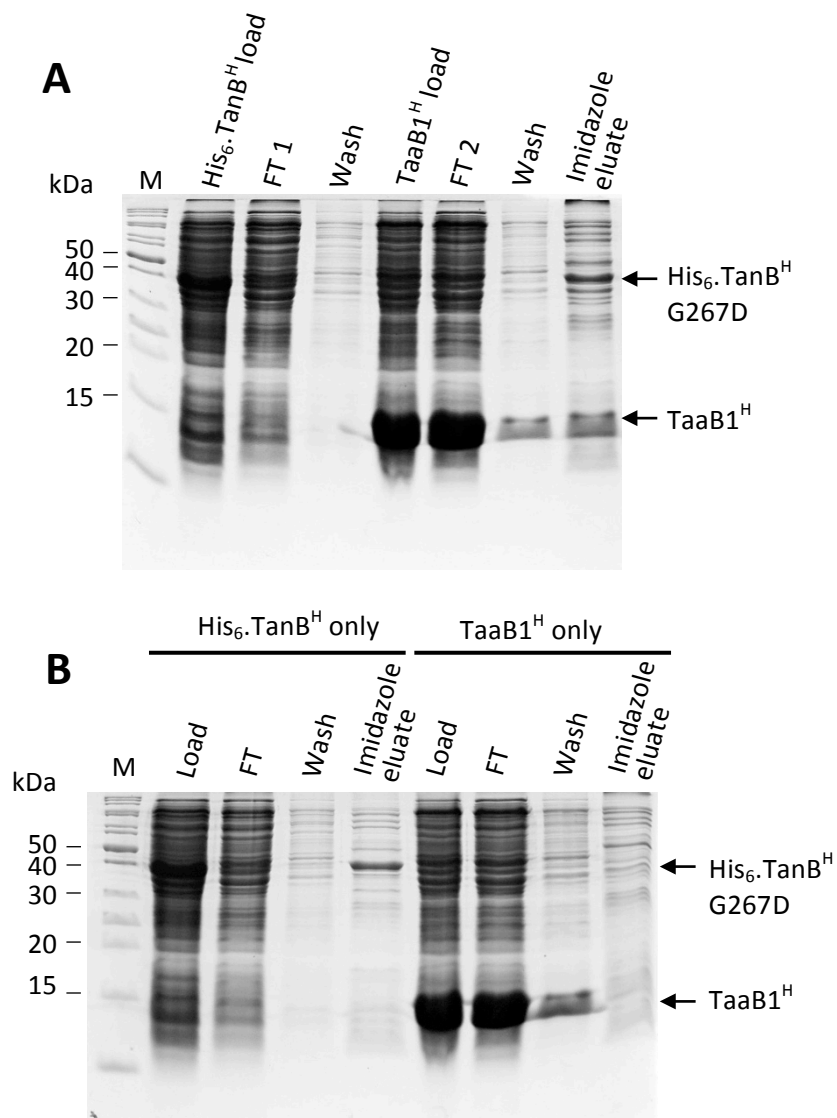 A
kDa
M
His₆.TanBᴴ load
FT 1
Wash
TaaB1ᴴ load
FT 2
Wash
Imidazole
eluate
50
40
30
20
15
His₆.TanBᴴ
G267D
TaaB1ᴴ
His₆.TanBᴴ only
TaaB1ᴴ only
B
kDa
M
Load
FT
Wash
Imidazole
eluate
Load
FT
Wash
Imidazole
eluate
50
40
30
20
15
His₆.TanBᴴ
G267D
TaaB1ᴴ